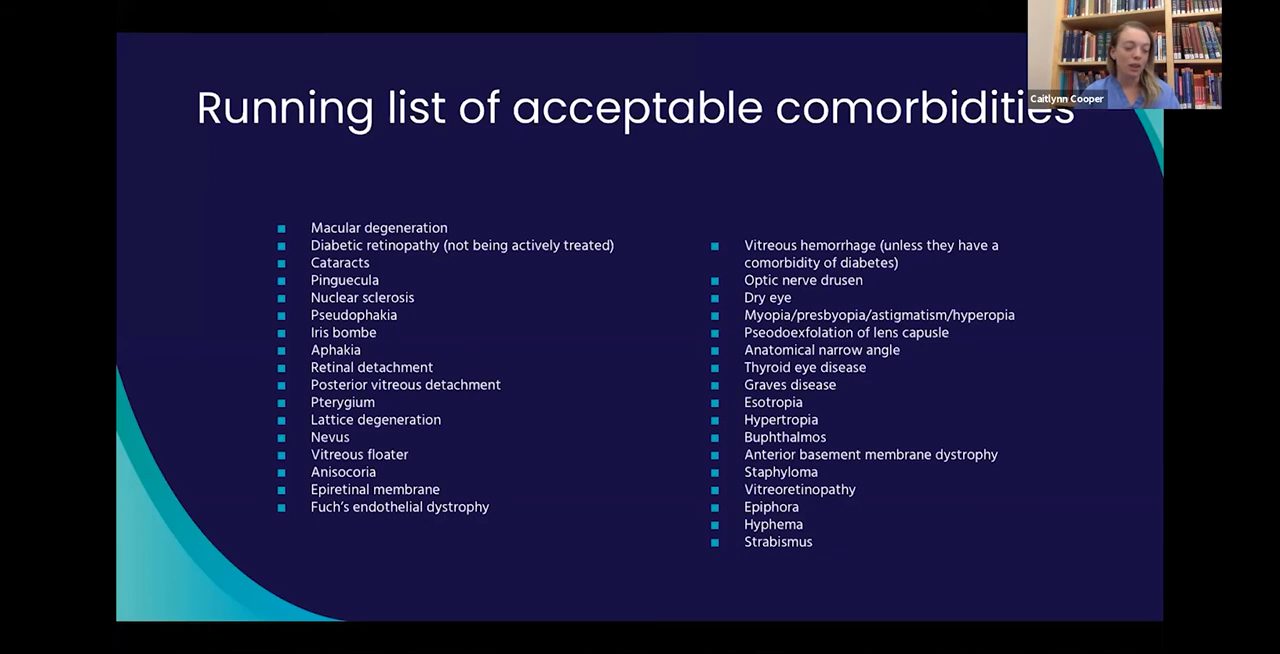 Caitlynn Cooper
Running list of acceptable comorbidities
Macular degeneration
Diabetic retinopathy (not being actively treated)
Cataracts
Pinguecula
Nuclear sclerosis
Pseudophakia
Iris bombe
Aphakia
Retinal detachment
Posterior vitreous detachment
Pterygium
Lattice degeneration
Nevus
Vitreous floater
Anisocoria
Epiretinal membrane
Fuch’s endothelial dystrophy
Vitreous hemorrhage (unless they have a
comorbidity of diabetes)
Optic nerve drusen
Dry eye
Myopia/presbyopia/astigmatism/hyperopia
Pseodoexfolation of lens capusle
Anatomical narrow angle
Thyroid eye disease
Graves disease
Esotropia
Hypertropia
Buphthalmos
Anterior basement membrane dystrophy
Staphyloma
Vitreoretinopathy
Epiphora
Hyphema
Strabismus